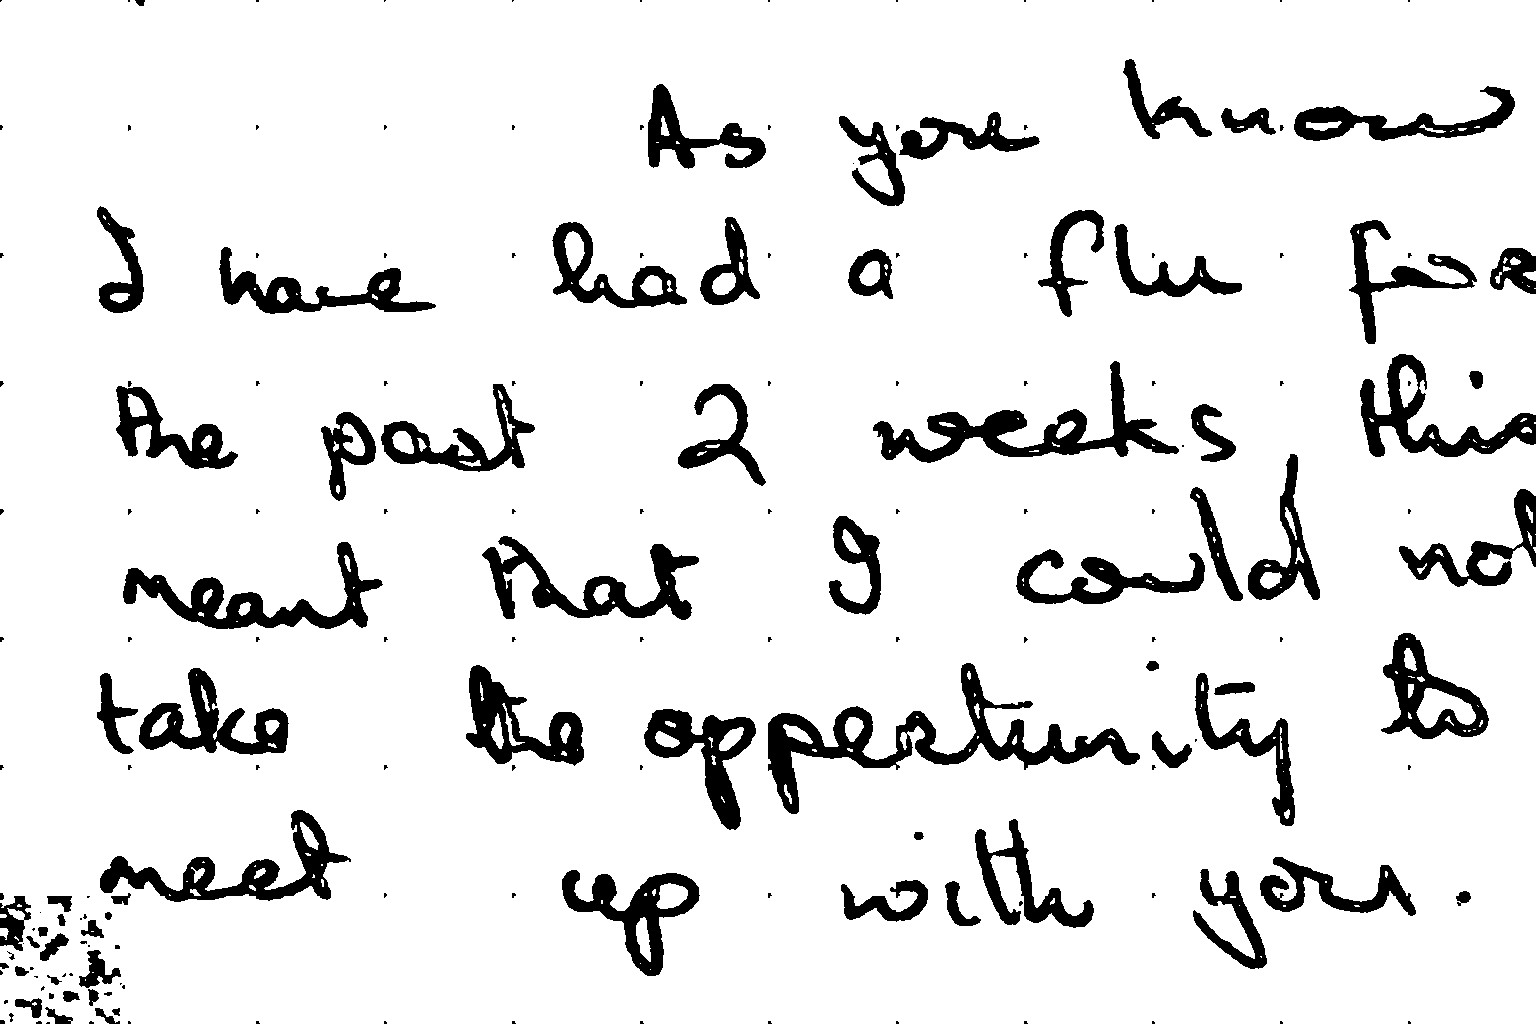 As you know
I have had a flu for
the past 2 weeks this
meant that I could not
take the oppertunity to
meet up with you.